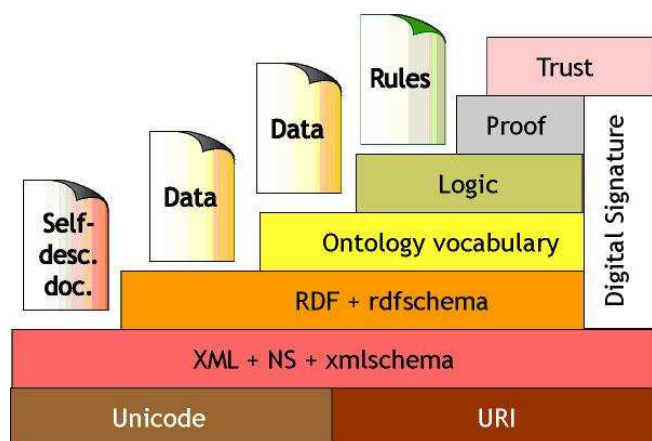 Rules
Trust
Data
Proof
Digital Signature
Data
Logic
Self-
desc.
doc.
Ontology vocabulary
RDF + rdfschema
XML + NS + xmlschema
Unicode
URI